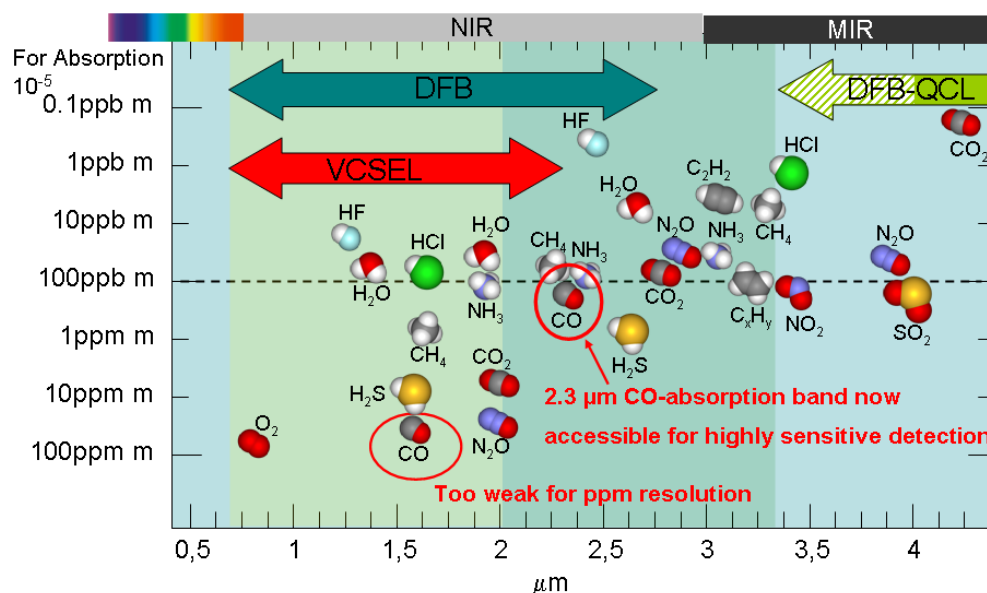 NIR
MIR
For Absorption
10⁻⁵
0.1ppb m
1ppb m
10ppb m
100ppb m
1ppm m
10ppm m
100ppm m
DFB
DFB-QCL
VCSEL
HF
HCl
CO₂
C₂H₂
H₂O
CH₄
HF
H₂O
HCl
H₂O
NH₃
CH₄
NH₃
CO
N₂O
CO₂
NH₃
CₓHᵧ
NO₂
N₂O
SO₂
CH₄
H₂S
H₂S
CO₂
O₂
CO
N₂O
2.3 µm CO-absorption band now
accessible for highly sensitive detection
Too weak for ppm resolution
0,5
1
1,5
2
2,5
3
3,5
4
µm